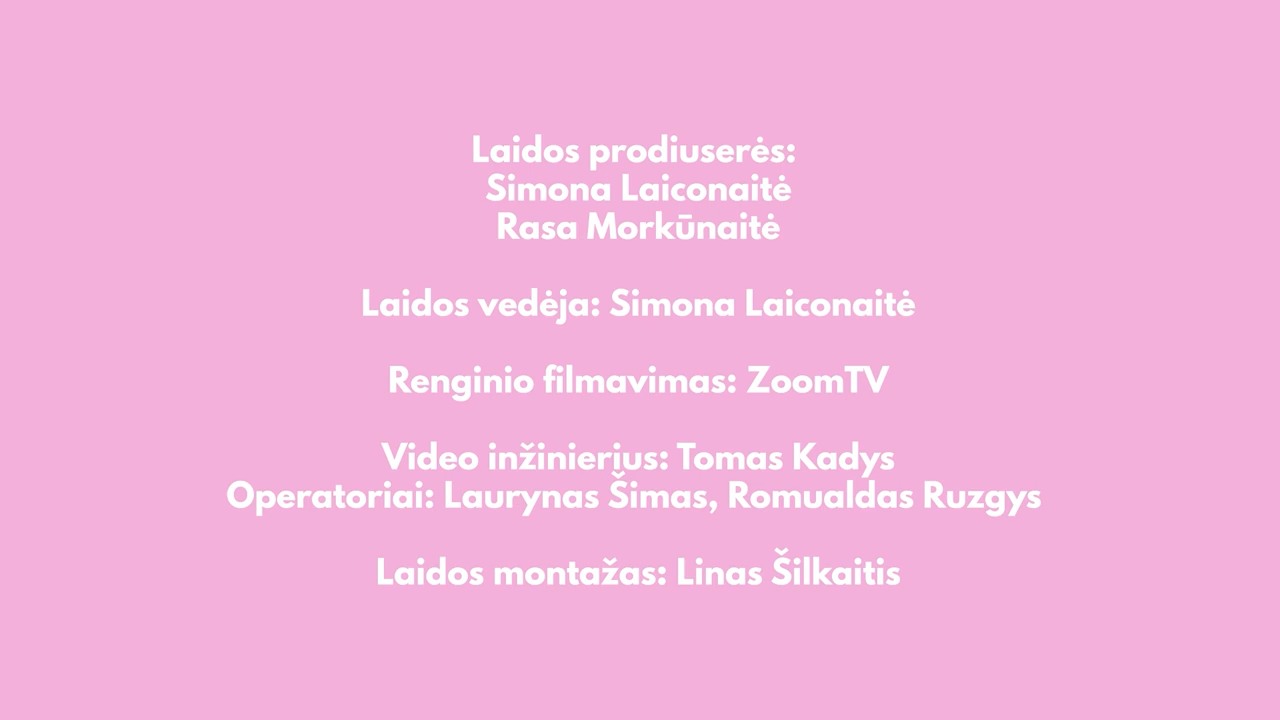 Laidos prodiuserės:
Simona Laiconaitė
Rasa Morkūnaitė
Laidos vedėja: Simona Laiconaitė
Renginio filmavimas: ZoomTV
Video inžinierius: Tomas Kadys
Operatoriai: Laurynas Šimas, Romualdas Ruzgys
Laidos montažas: Linas Šilkaitis